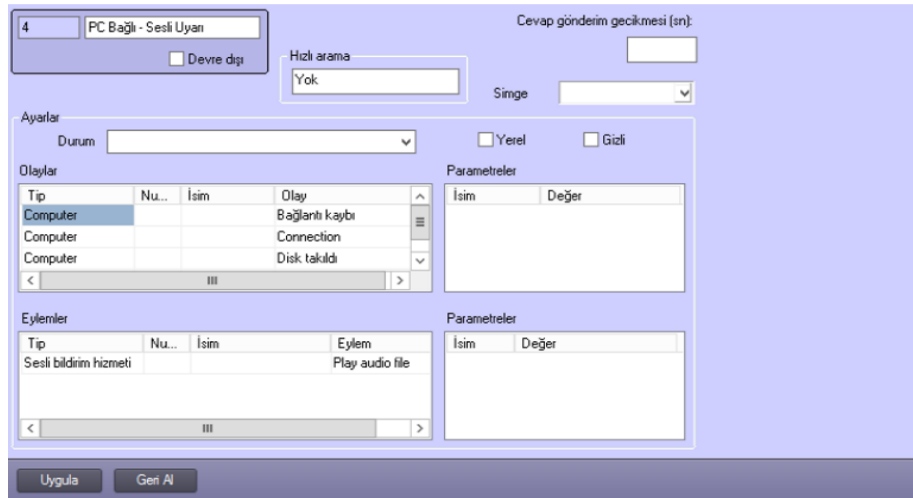 4 PC Bağlı - Sesli Uyarı
Cevap gönderim gecikmesi (sn):
Devre dışı
Hızlı arama
Yok
Simge
Ayarlar
Durum
Yerel
Gizli
Olaylar
Parametreler
Tip Nu... İsim Olay
İsim Değer
Computer Bağlantı kaybı
Computer Connection
Computer Disk takıldı
Eylemler
Parametreler
Tip Nu... İsim Eylem
İsim Değer
Sesli bildirim hizmeti Play audio file
Uygula Geri Al